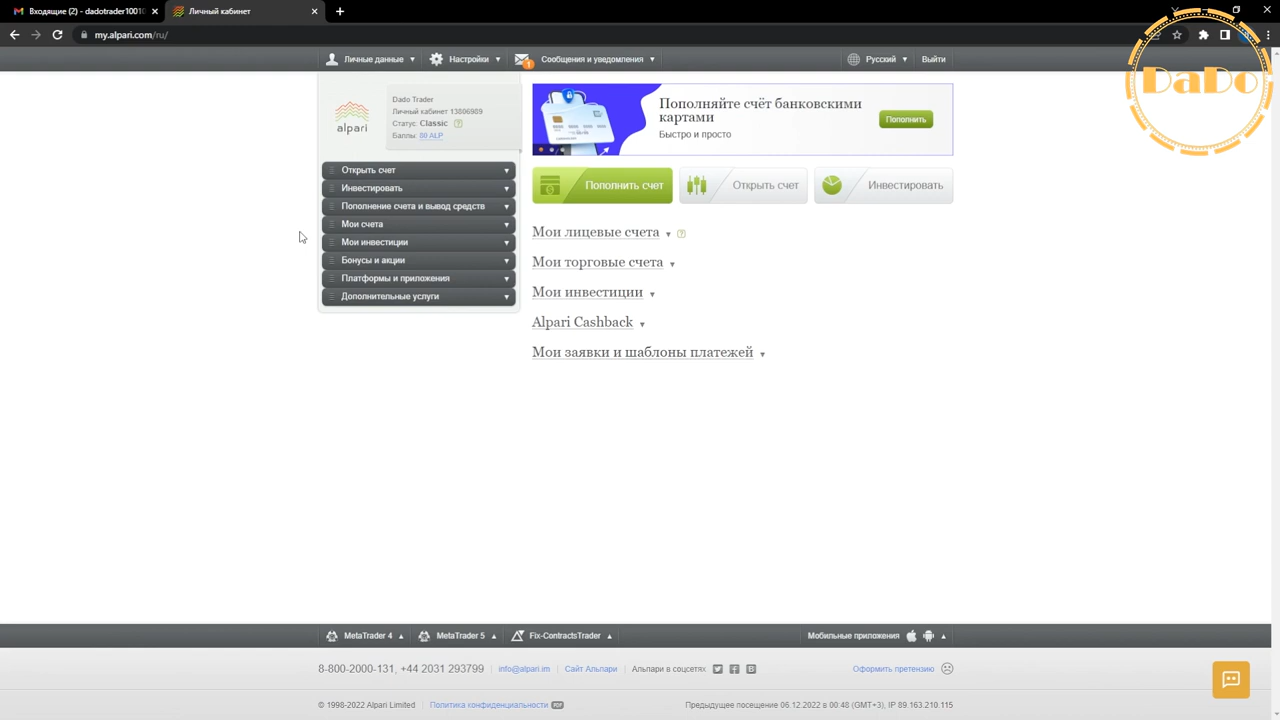 Входящие (2) - dadotrader1001
Личный кабинет
my.alpari.com/ru/
Личные данные
Настройки
Сообщения и уведомления
1
Русский
Выйти
DaDo
alpari
Dado Trader
Личный кабинет 13806989
Статус: Classic
Баллы: 80 ALP
Открыть счет
Инвестировать
Пополнение счета и вывод средств
Мои счета
Мои инвестиции
Бонусы и акции
Платформы и приложения
Дополнительные услуги
Пополняйте счёт банковскими
картами
Быстро и просто
Пополнить
Пополнить счет
Открыть счет
Инвестировать
Мои лицевые счета
Мои торговые счета
Мои инвестиции
Alpari Cashback
Мои заявки и шаблоны платежей
MetaTrader 4
MetaTrader 5
Fix-ContractsTrader
Мобильные приложения
8-800-2000-131, +44 2031 293799
info@alpari.im
Сайт Альпари
Альпари в соцсетях
Оформить претензию
© 1998-2022 Alpari Limited
Политика конфиденциальности
PDF
Предыдущее посещение 06.12.2022 в 00:48 (GMT+3), IP 89.163.210.115